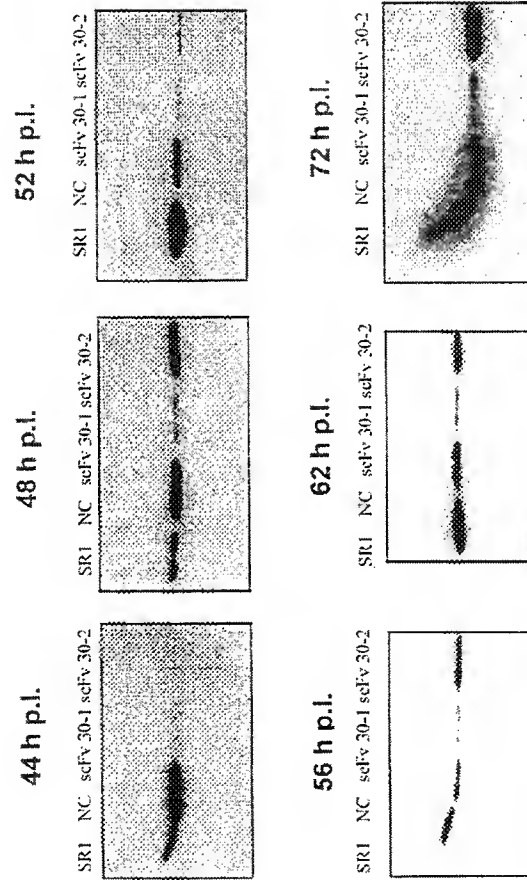 44 h p.l.
SR1 NC scFv 30-1 scFv 30-2
48 h p.l.
SR1 NC scFv 30-1 scFv 30-2
52 h p.l.
SR1 NC scFv 30-1 scFv 30-2
56 h p.l.
SR1 NC scFv 30-1 scFv 30-2
62 h p.l.
SR1 NC scFv 30-1 scFv 30-2
72 h p.l.
SR1 NC scFv 30-1 scFv 30-2